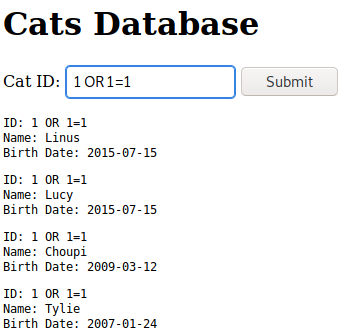 Cats Database
Cat ID: 1 OR 1=1 Submit
ID: 1 OR 1=1
Name: Linus
Birth Date: 2015-07-15
ID: 1 OR 1=1
Name: Lucy
Birth Date: 2015-07-15
ID: 1 OR 1=1
Name: Choupi
Birth Date: 2009-03-12
ID: 1 OR 1=1
Name: Tylie
Birth Date: 2007-01-24